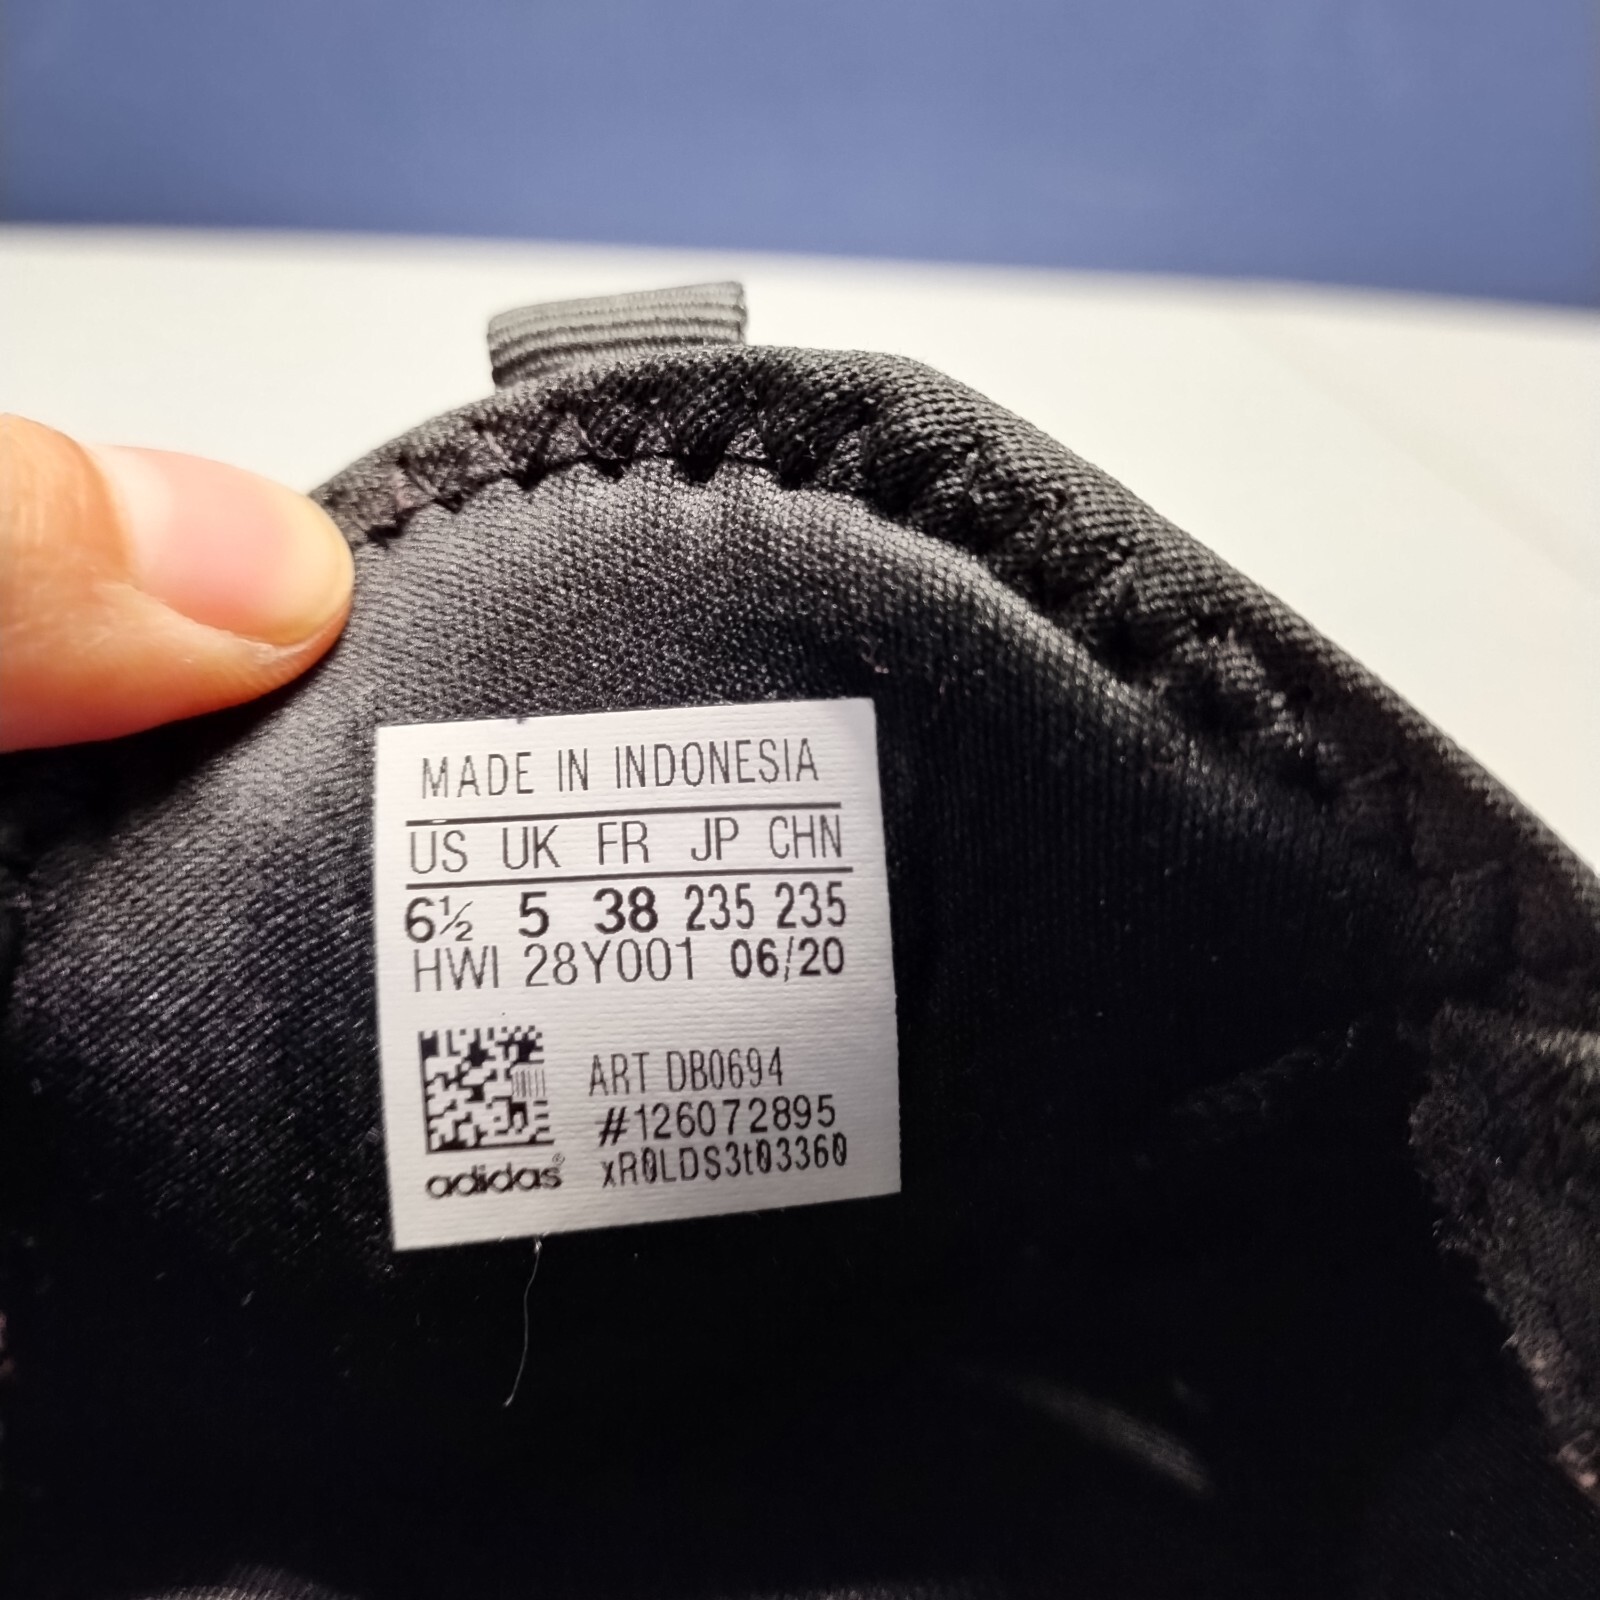 MADE IN INDONESIA
US UK FR JP CHN
6½ 5 38 235 235
HWI 28Y001 06/20
ART DB0694
#126072895
adidas® xR0LDS3t03360